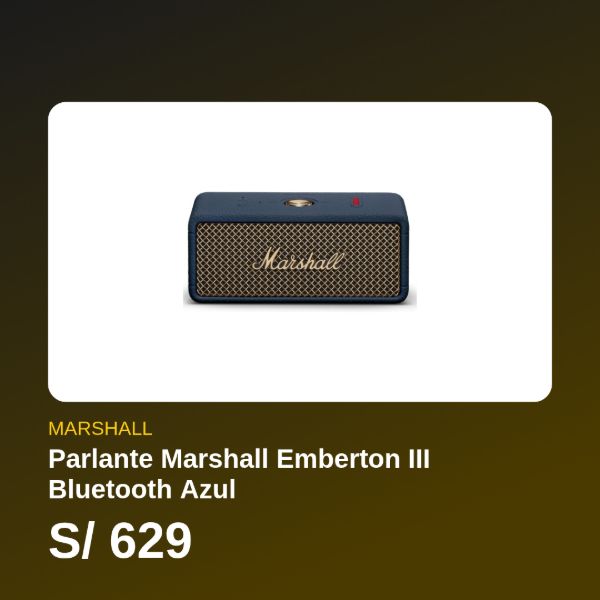 Marshall
MARSHALL
Parlante Marshall Emberton III
Bluetooth Azul
S/ 629